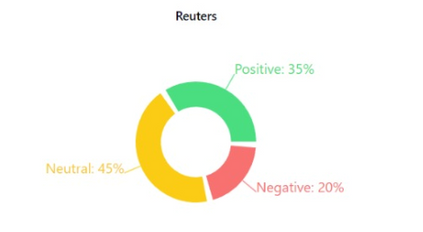 Reuters
Positive: 35%
Neutral: 45%
Negative: 20%